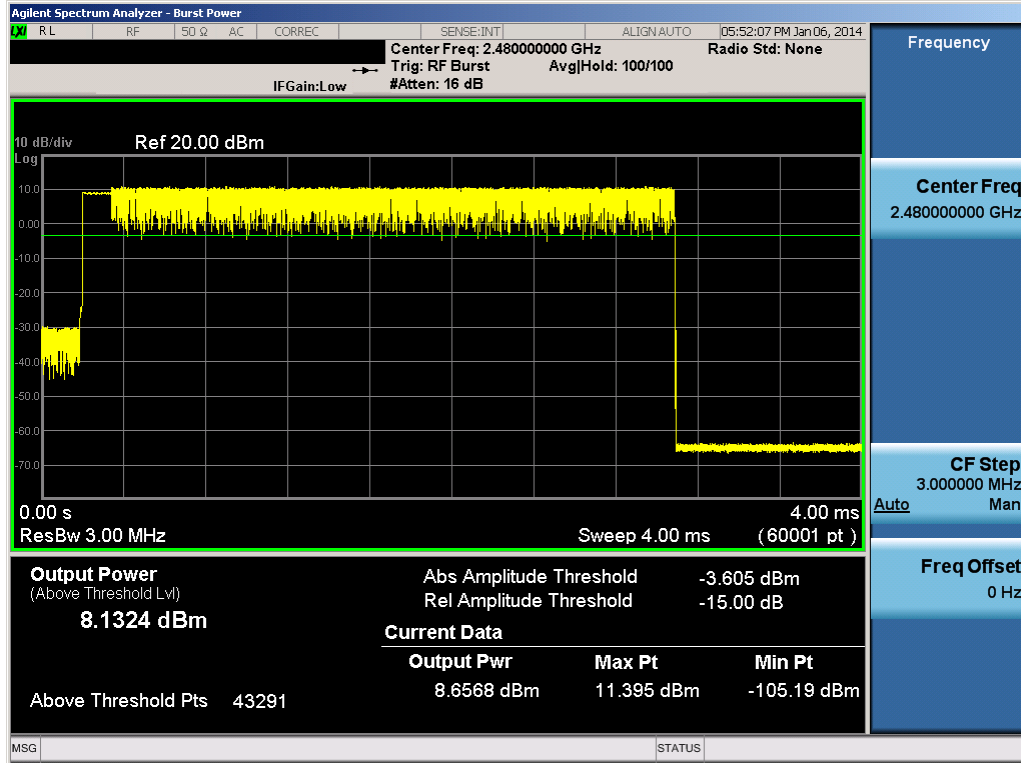 Agilent Spectrum Analyzer - Burst Power
LXI RL RF 50 Ω AC CORREC SENSE:INT ALIGN AUTO 05:52:07 PM Jan 06, 2014
Center Freq: 2.480000000 GHz Radio Std: None
Trig: RF Burst Avg|Hold: 100/100
IFGain:Low #Atten: 16 dB
10 dB/div Ref 20.00 dBm
Log
10.0
0.00
-10.0
-20.0
-30.0
-40.0
-50.0
-60.0
-70.0
0.00 s 4.00 ms
ResBw 3.00 MHz Sweep 4.00 ms (60001 pt )
Output Power
(Above Threshold Lvl)
8.1324 dBm
Above Threshold Pts 43291
Abs Amplitude Threshold -3.605 dBm
Rel Amplitude Threshold -15.00 dB
Current Data
Output Pwr Max Pt Min Pt
8.6568 dBm 11.395 dBm -105.19 dBm
MSG STATUS
Frequency
Center Freq
2.480000000 GHz
CF Step
3.000000 MHz
Auto Man
Freq Offset
0 Hz